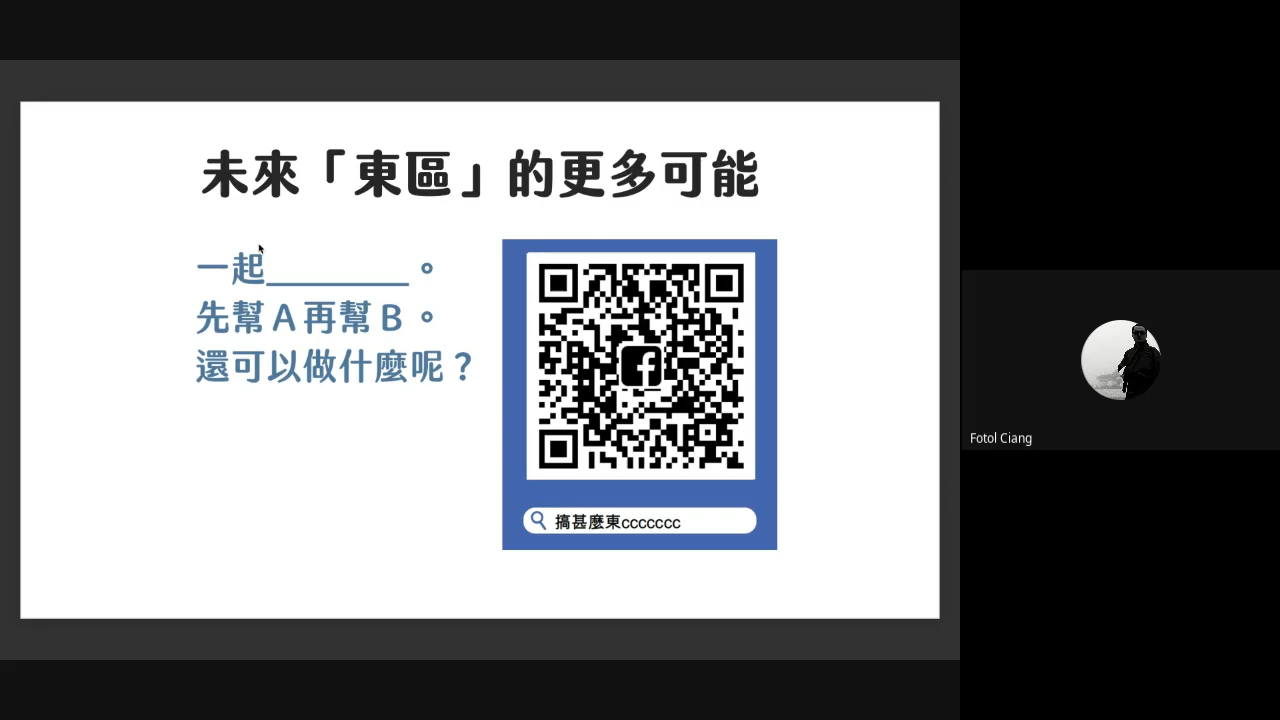 未來「東區」的更多可能
一起________。
先幫A再幫B。
還可以做什麼呢？
搞甚麼東ccccccc
Fotol Ciang